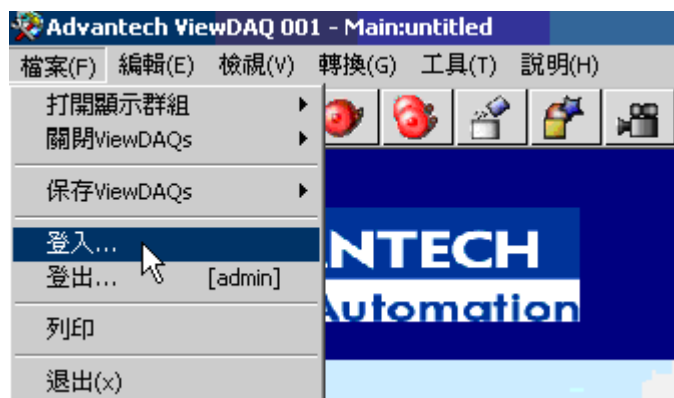 Advantech ViewDAQ 001 - Main:untitled
檔案(F) 編輯(E) 檢視(V) 轉換(G) 工具(T) 說明(H)
打開顯示群組
關閉ViewDAQs
保存ViewDAQs
登入...
登出... [admin]
列印
退出(x)
NTECH
Automation